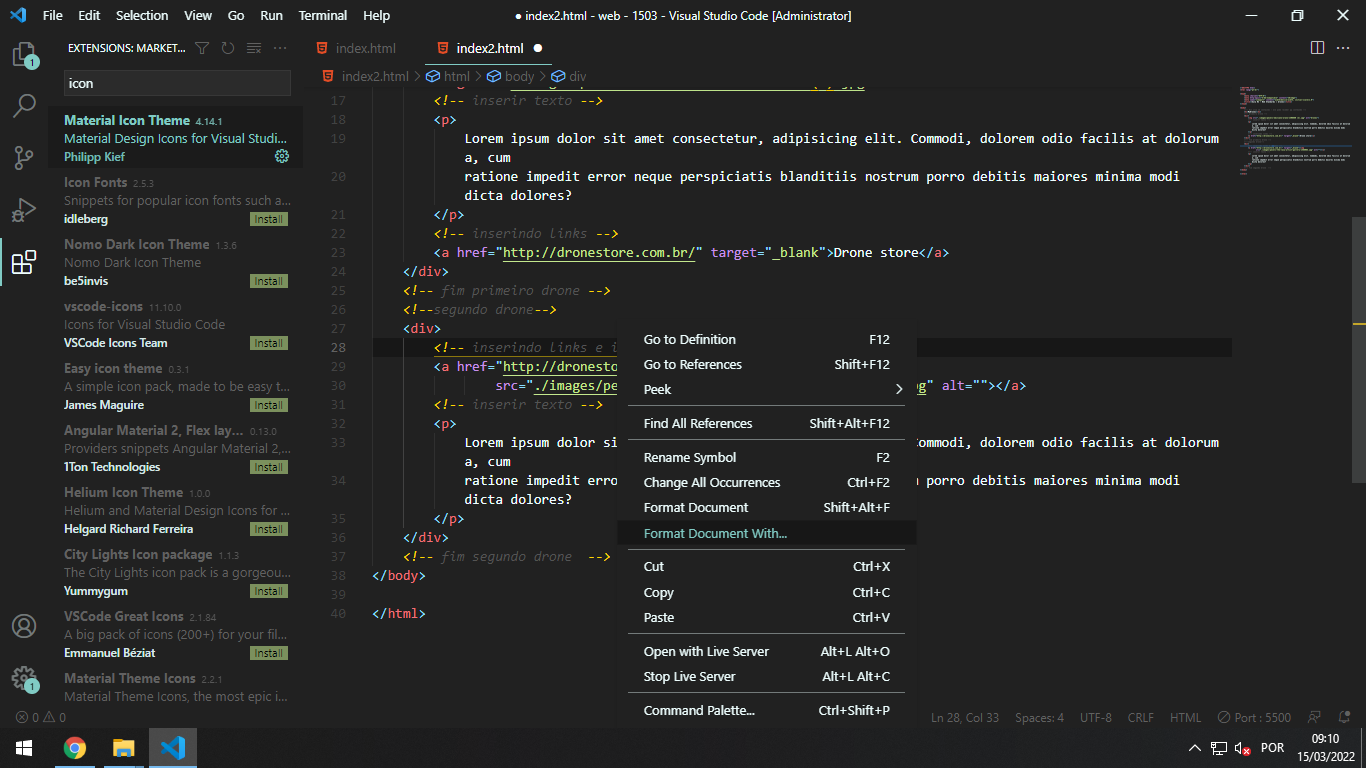 File Edit Selection View Go Run Terminal Help
● index2.html - web - 1503 - Visual Studio Code [Administrator]
1
1
EXTENSIONS: MARKET...
icon
Material Icon Theme 4.14.1
Material Design Icons for Visual Studi...
Philipp Kief
Icon Fonts 2.5.3
Snippets for popular icon fonts such a...
idleberg Install
Nomo Dark Icon Theme 1.3.6
Nomo Dark Icon Theme
be5invis Install
vscode-icons 11.10.0
Icons for Visual Studio Code
VSCode Icons Team Install
Easy icon theme 0.3.1
A simple icon pack, made to be easy t...
James Maguire Install
Angular Material 2, Flex lay... 0.13.0
Providers snippets Angular Material 2,...
1Ton Technologies Install
Helium Icon Theme 1.0.0
Helium and Material Design Icons for ...
Helgard Richard Ferreira Install
City Lights Icon package 1.1.3
The City Lights icon pack is a gorgeou...
Yummygum Install
VSCode Great Icons 2.1.84
A big pack of icons (200+) for your fil...
Emmanuel Béziat Install
Material Theme Icons 2.2.1
Material Theme Icons, the most epic i...
index.html
index2.html ●
index2.html > html > body > div
17 <!-- inserir texto -->
18 <p>
19 Lorem ipsum dolor sit amet consectetur, adipisicing elit. Commodi, dolorem odio facilis at dolorum
a, cum
20 ratione impedit error neque perspiciatis blanditiis nostrum porro debitis maiores minima modi
dicta dolores?
21 </p>
22 <!-- inserindo links -->
23 <a href="http://dronestore.com.br/" target="_blank">Drone store</a>
24 </div>
25 <!-- fim primeiro drone -->
26 <!--segundo drone-->
27 <div>
28 <!-- inserindo links e i
29 <a href="http://dronesto
30 src="./images/pe g" alt=""></a>
31 <!-- inserir texto -->
32 <p>
33 Lorem ipsum dolor si Commodi, dolorem odio facilis at dolorum
a, cum
34 ratione impedit erro porro debitis maiores minima modi
dicta dolores?
35 </p>
36 </div>
37 <!-- fim segundo drone -->
38 </body>
39
40 </html>
Go to Definition F12
Go to References Shift+F12
Peek
Find All References Shift+Alt+F12
Rename Symbol F2
Change All Occurrences Ctrl+F2
Format Document Shift+Alt+F
Format Document With...
Cut Ctrl+X
Copy Ctrl+C
Paste Ctrl+V
Open with Live Server Alt+L Alt+O
Stop Live Server Alt+L Alt+C
Command Palette... Ctrl+Shift+P
0 0
Ln 28, Col 33 Spaces: 4 UTF-8 CRLF HTML Port : 5500
POR
09:10
15/03/2022